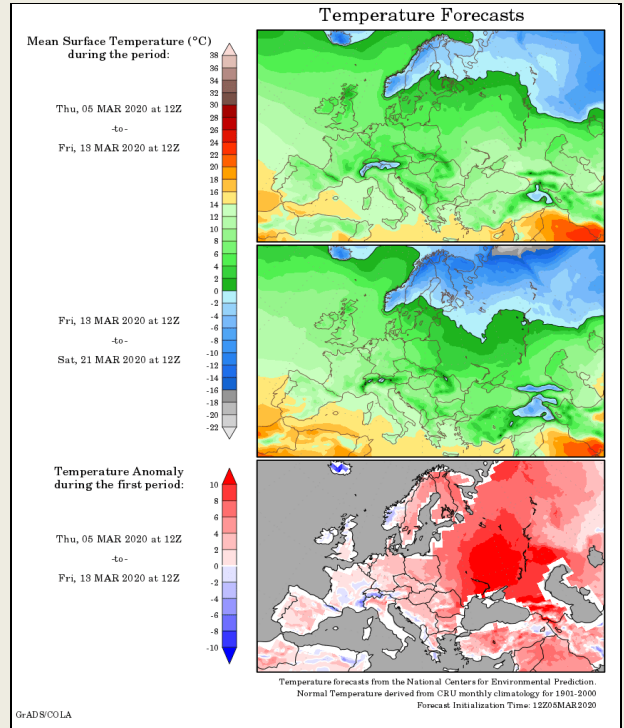 Temperature Forecasts
Mean Surface Temperature (°C)
during the period:
Thu, 05 MAR 2020 at 12Z
-to-
Fri, 13 MAR 2020 at 12Z
38
36
34
32
30
28
26
24
22
20
18
16
14
12
10
8
6
4
2
0
-2
-4
-6
-8
-10
-12
-14
-16
-18
-20
-22
Fri, 13 MAR 2020 at 12Z
-to-
Sat, 21 MAR 2020 at 12Z
Temperature Anomaly
during the first period:
Thu, 05 MAR 2020 at 12Z
-to-
Fri, 13 MAR 2020 at 12Z
10
8
6
4
2
0
-2
-4
-6
-8
-10
Temperature forecasts from the National Centers for Environmental Prediction.
Normal Temperature derived from CRU monthly climatology for 1901-2000
Forecast Initialization Time: 12Z05MAR2020
GrADS/COLA